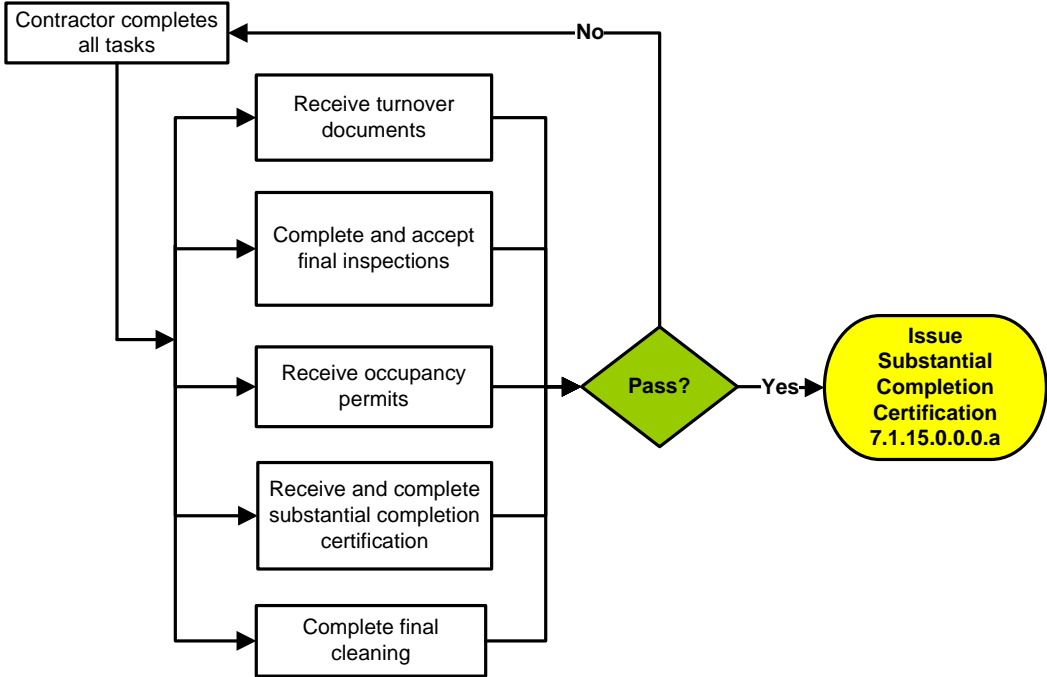 Contractor completes
all tasks
No
Receive turnover
documents
Complete and accept
final inspections
Receive occupancy
permits
Receive and complete
substantial completion
certification
Complete final
cleaning
Pass?
Yes
Issue
Substantial
Completion
Certification
7.1.15.0.0.0.a